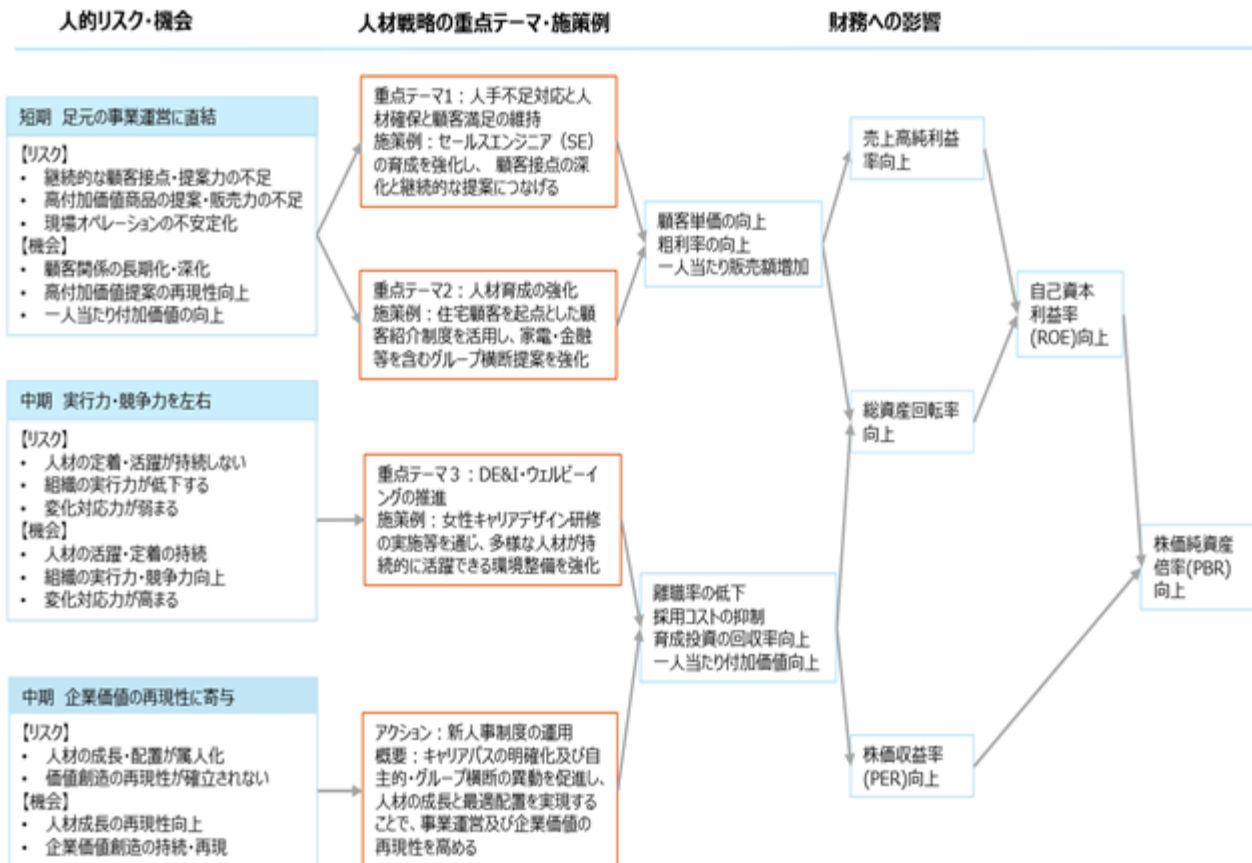 人的リスク・機会
人材戦略の重点テーマ・施策例
財務への影響
短期 足元の事業運営に直結
【リスク】
• 継続的な顧客接点・提案力の不足
• 高付加価値商品の提案・販売力の不足
• 現場オペレーションの不安定化
【機会】
• 顧客関係の長期化・深化
• 高付加価値提案の再現性向上
• 一人当たり付加価値の向上
中期 実行力・競争力を左右
【リスク】
• 人材の定着・活躍が持続しない
• 組織の実行力が低下する
• 変化対応力が弱まる
【機会】
• 人材の活躍・定着の持続
• 組織の実行力・競争力向上
• 変化対応力が高まる
中期 企業価値の再現性に寄与
【リスク】
• 人材の成長・配置が属人化
• 価値創造の再現性が確立されない
【機会】
• 人材成長の再現性向上
• 企業価値創造の持続・再現
重点テーマ1：人手不足対応と人
材確保と顧客満足の維持
施策例：セールスエンジニア（SE）
の育成を強化し、 顧客接点の深
化と継続的な提案につなげる
重点テーマ2：人材育成の強化
施策例：住宅顧客を起点とした顧
客紹介制度を活用し、家電・金融
等を含むグループ横断提案を強化
重点テーマ３：DE&I・ウェルビーイ
ングの推進
施策例：女性キャリアデザイン研修
の実施等を通じ、多様な人材が持
続的に活躍できる環境整備を強化
アクション：新人事制度の運用
概要：キャリアパスの明確化及び自
主的・グループ横断の異動を促進し、
人材の成長と最適配置を実現する
ことで、事業運営及び企業価値の
再現性を高める
顧客単価の向上
粗利率の向上
一人当たり販売額増加
離職率の低下
採用コストの抑制
育成投資の回収率向上
一人当たり付加価値向上
売上高純利益
率向上
総資産回転率
向上
株価収益率
(PER)向上
自己資本
利益率
(ROE)向上
株価純資産
倍率(PBR)
向上